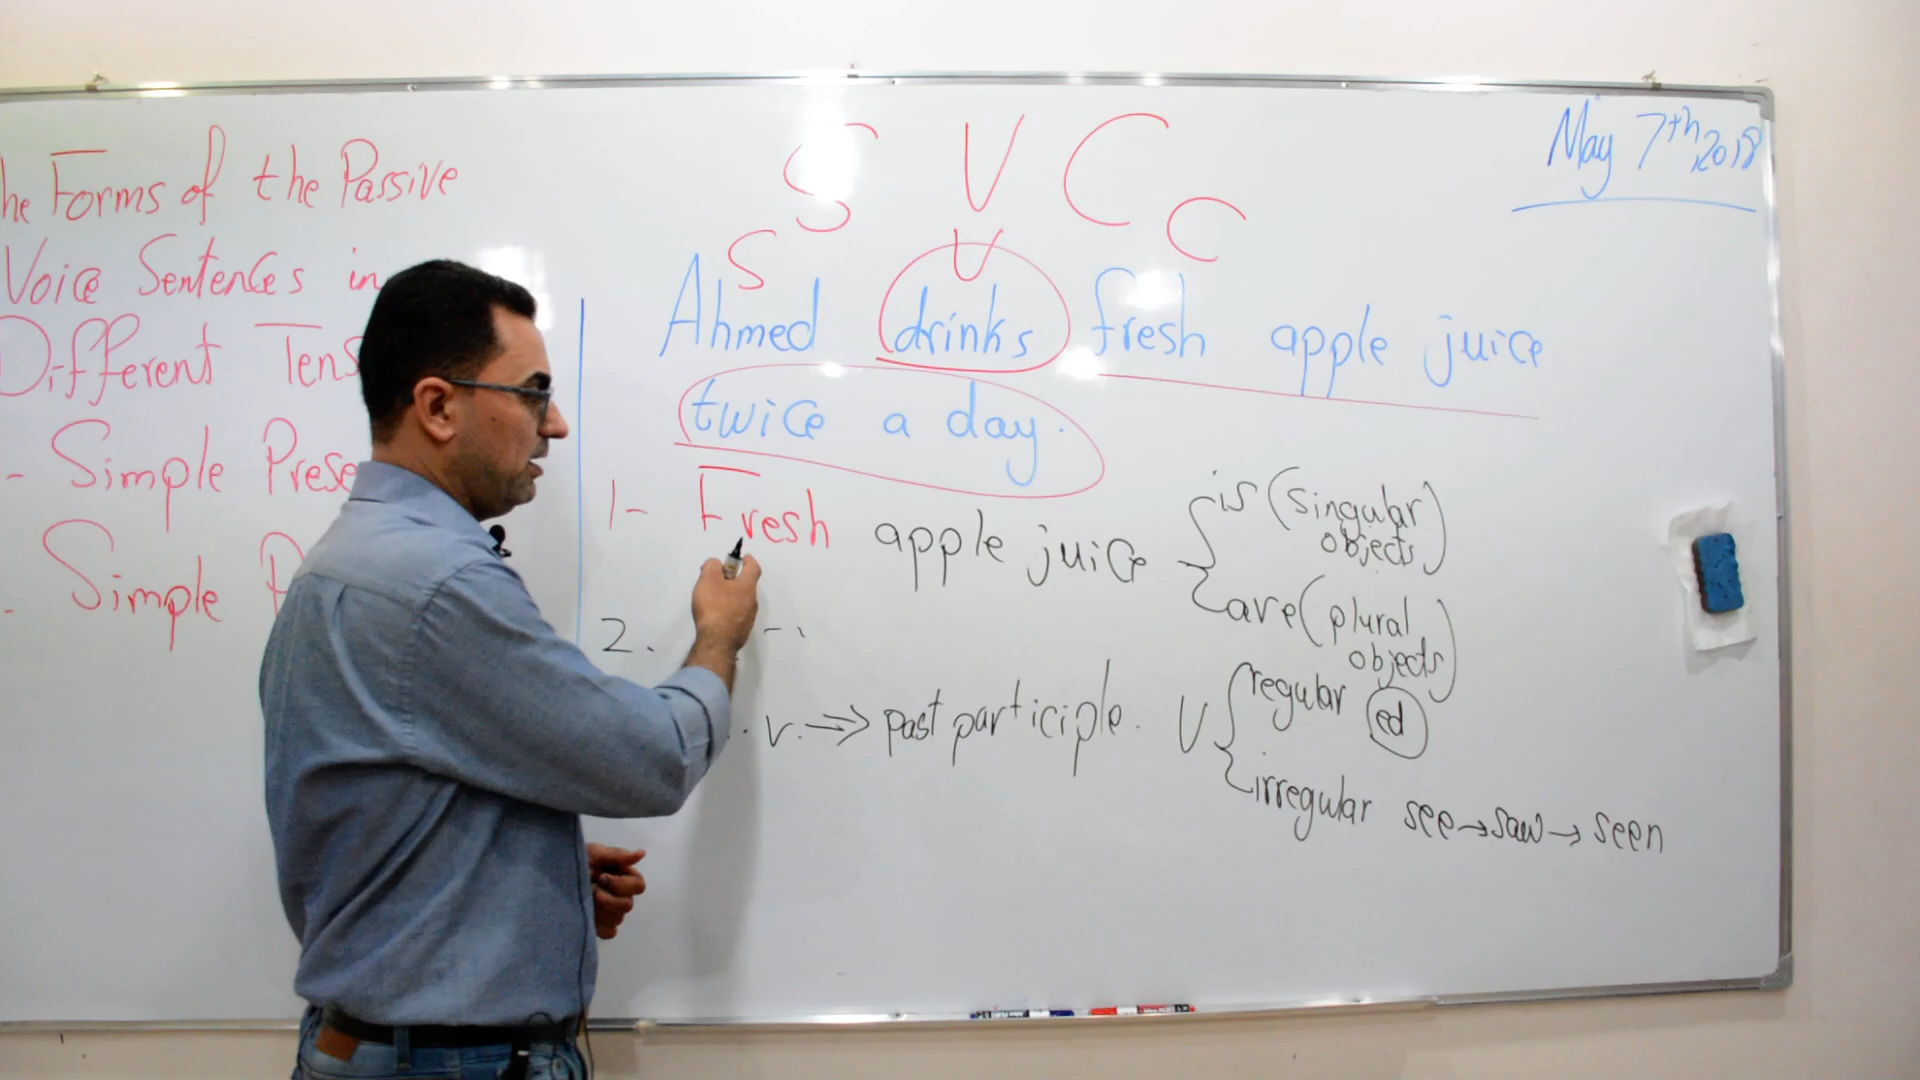 he Forms of the Passive
Voice Sentences in
Different Tens
- Simple Prese
. Simple P
S V C C
S V
Ahmed drinks fresh apple juice
twice a day.
1- Fresh apple juice
is (singular
objects)
are (plural
objects)
2.
. v. => past participle. V
regular ed
irregular see → saw → seen
May 7th, 2018